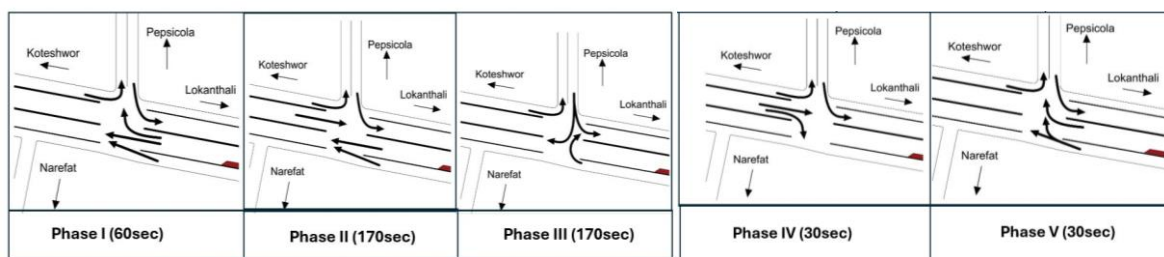 Pepsicola
Koteshwor
Lokanthali
Narefat
Phase I (60sec)
Pepsicola
Koteshwor
Lokanthali
Narefat
Phase II (170sec)
Pepsicola
Koteshwor
Lokanthali
Narefat
Phase III (170sec)
Pepsicola
Koteshwor
Lokanthali
Narefat
Phase IV (30sec)
Pepsicola
Koteshwor
Lokanthali
Narefat
Phase V (30sec)